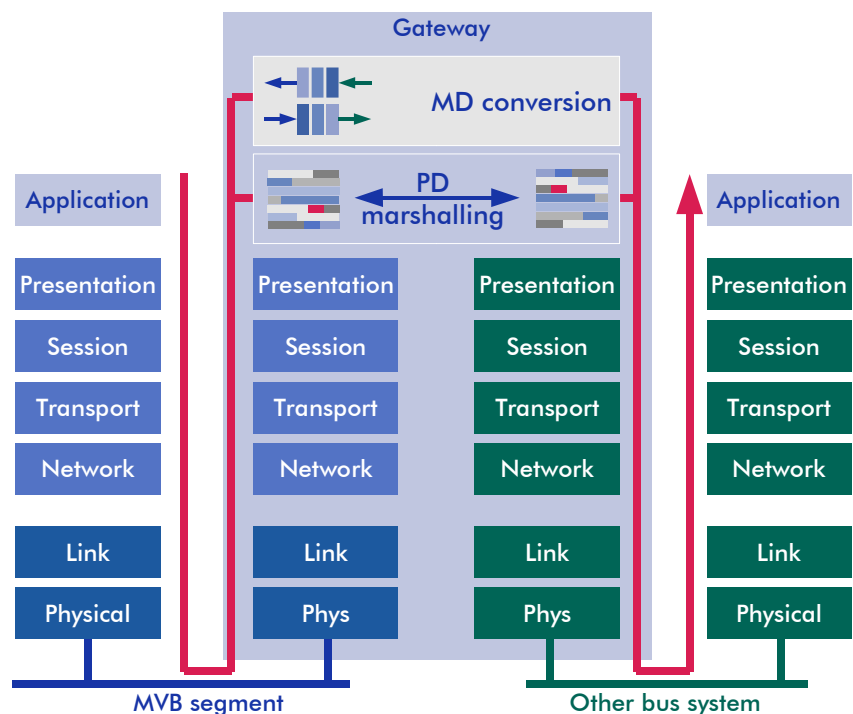 Gateway
MD conversion
PD
marshalling
Application
Presentation
Session
Transport
Network
Link
Physical
Presentation
Session
Transport
Network
Link
Phys
Presentation
Session
Transport
Network
Link
Phys
Application
Presentation
Session
Transport
Network
Link
Physical
MVB segment
Other bus system